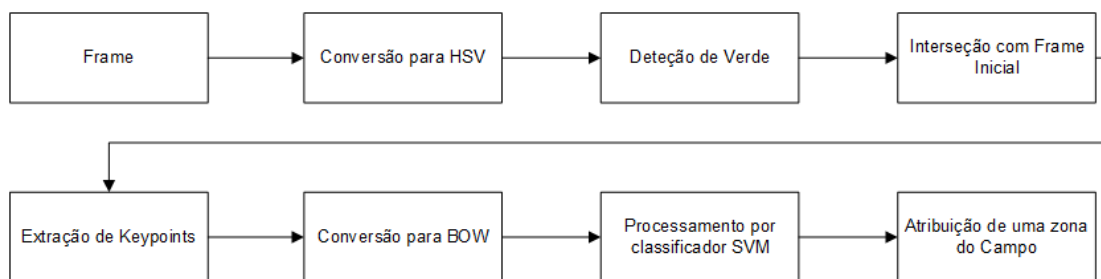 Frame
Conversão para HSV
Deteção de Verde
Interseção com Frame
Inicial
Extração de Keypoints
Conversão para BOW
Processamento por
classificador SVM
Atribuição de uma zona
do Campo